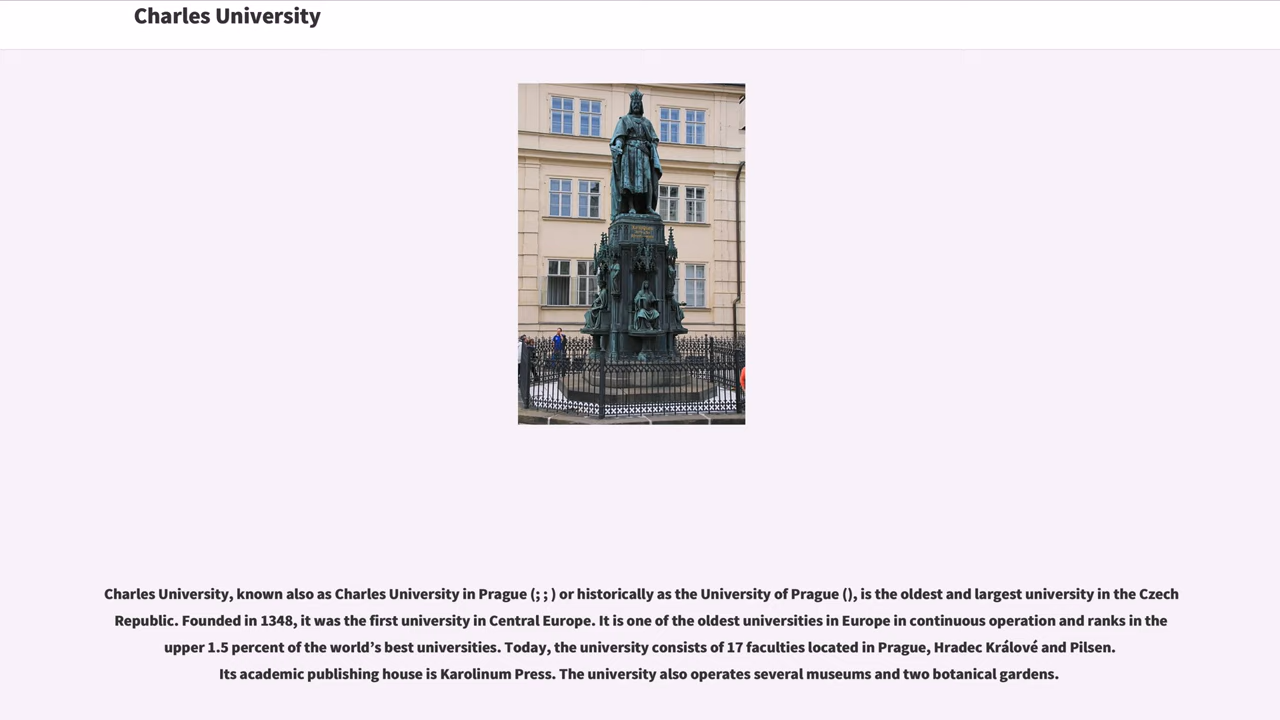 Charles University
Charles University, known also as Charles University in Prague (; ; ) or historically as the University of Prague (), is the oldest and largest university in the Czech
Republic. Founded in 1348, it was the first university in Central Europe. It is one of the oldest universities in Europe in continuous operation and ranks in the
upper 1.5 percent of the world’s best universities. Today, the university consists of 17 faculties located in Prague, Hradec Králové and Pilsen.
Its academic publishing house is Karolinum Press. The university also operates several museums and two botanical gardens.